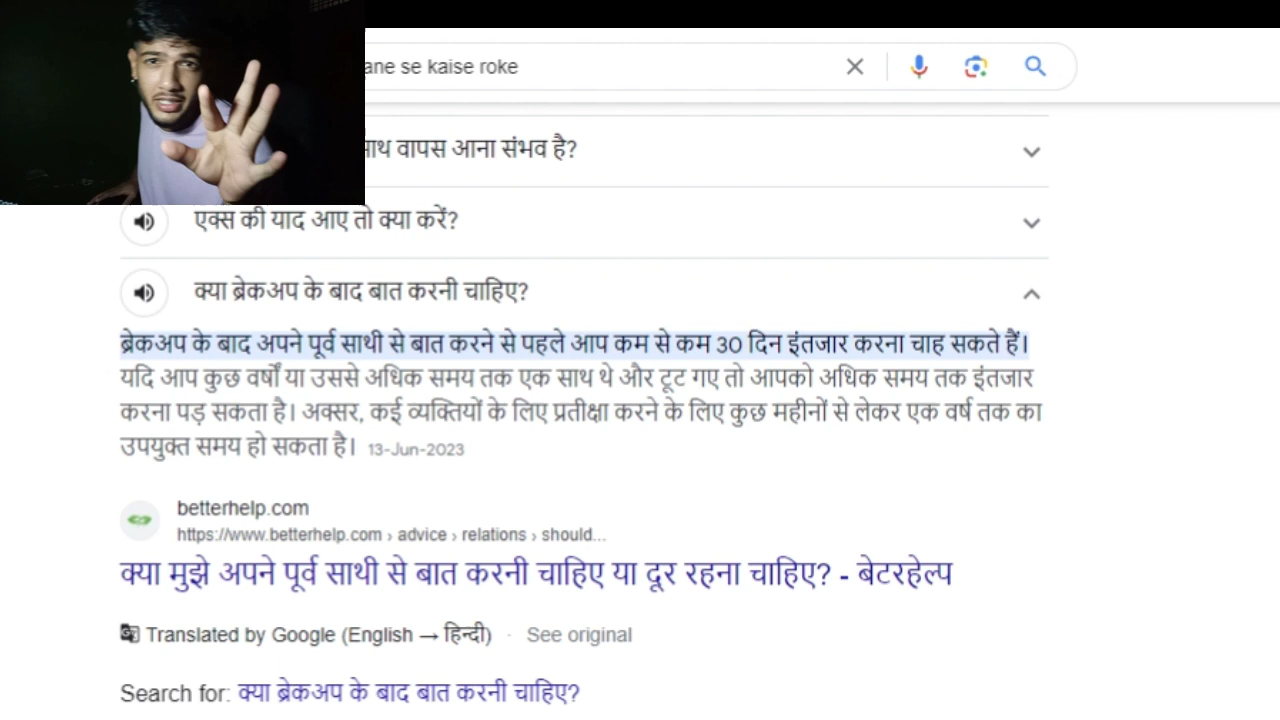 ane se kaise roke
साथ वापस आना संभव है?
एक्स की याद आए तो क्या करें?
क्या ब्रेकअप के बाद बात करनी चाहिए?
ब्रेकअप के बाद अपने पूर्व साथी से बात करने से पहले आप कम से कम 30 दिन इंतजार करना चाह सकते हैं।
यदि आप कुछ वर्षों या उससे अधिक समय तक एक साथ थे और टूट गए तो आपको अधिक समय तक इंतजार
करना पड़ सकता है। अक्सर, कई व्यक्तियों के लिए प्रतीक्षा करने के लिए कुछ महीनों से लेकर एक वर्ष तक का
उपयुक्त समय हो सकता है। 13-Jun-2023
betterhelp.com
https://www.betterhelp.com › advice › relations › should...
क्या मुझे अपने पूर्व साथी से बात करनी चाहिए या दूर रहना चाहिए? - बेटरहेल्प
Translated by Google (English → हिन्दी) · See original
Search for: क्या ब्रेकअप के बाद बात करनी चाहिए?